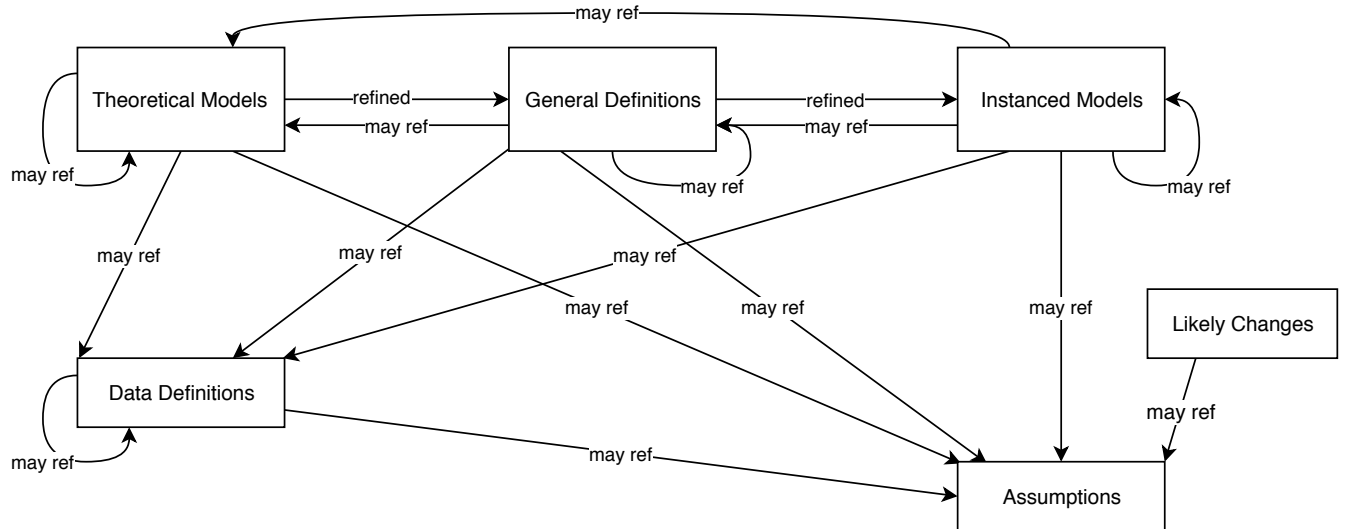 may ref
Theoretical Models
refined
General Definitions
refined
Instanced Models
may ref
may ref
may ref
may ref
may ref
may ref
may ref
may ref
may ref
may ref
may ref
may ref
Likely Changes
Data Definitions
may ref
may ref
may ref
Assumptions